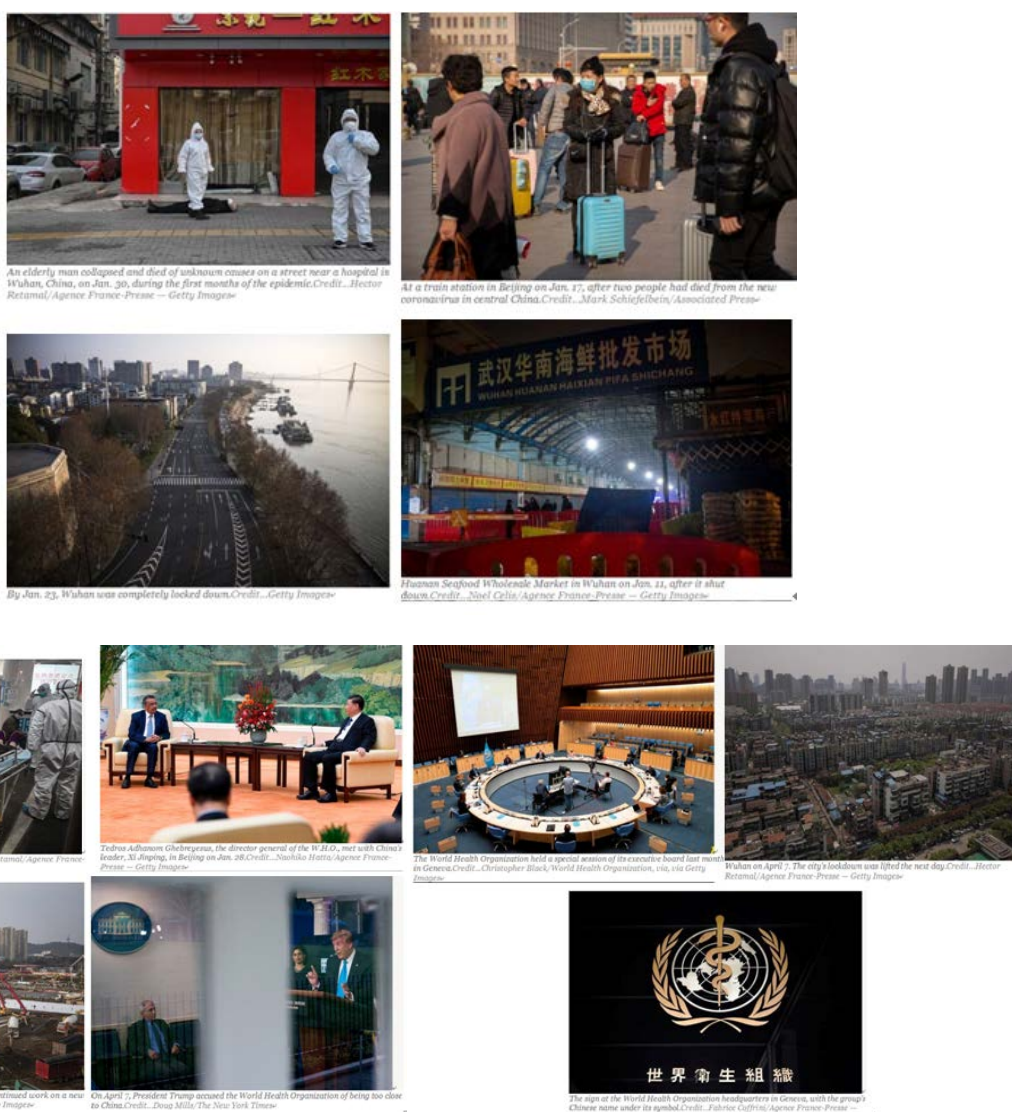 红木
An elderly man collapsed and died of unknown causes on a street near a hospital in
Wuhan, China, on Jan. 30, during the first months of the epidemic.Credit...Hector
Retamal/Agence France-Presse — Getty Images
At a train station in Beijing on Jan. 17, after two people had died from the new
coronavirus in central China.Credit...Mark Schiefelbein/Associated Press
By Jan. 23, Wuhan was completely locked down.Credit...Getty Images
武汉华南海鲜批发市场
WUHAN HUANAN HAIXIAN PIFA SHICHANG
Huanan Seafood Wholesale Market in Wuhan on Jan. 11, after it shut
down.Credit...Noel Celis/Agence France-Presse — Getty Images
tamal/Agence France-
Tedros Adhanom Ghebreyesus, the director general of the W.H.O., met with China's
leader, Xi Jinping, in Beijing on Jan. 28.Credit...Naohiko Hatta/Agence France-
Presse — Getty Images
The World Health Organization held a special session of its executive board last month
in Geneva.Credit...Christopher Black/World Health Organization, via, via Getty
Images
Wuhan on April 7. The city's lockdown was lifted the next day.Credit...Hector
Retamal/Agence France-Presse — Getty Images
tinued work on a new
Images
On April 7, President Trump accused the World Health Organization of being too close
to China.Credit...Doug Mills/The New York Times
世界衛生組織
The sign at the World Health Organization headquarters in Geneva, with the group's
Chinese name under its symbol.Credit...Fabrice Coffrini/Agence France-Presse —